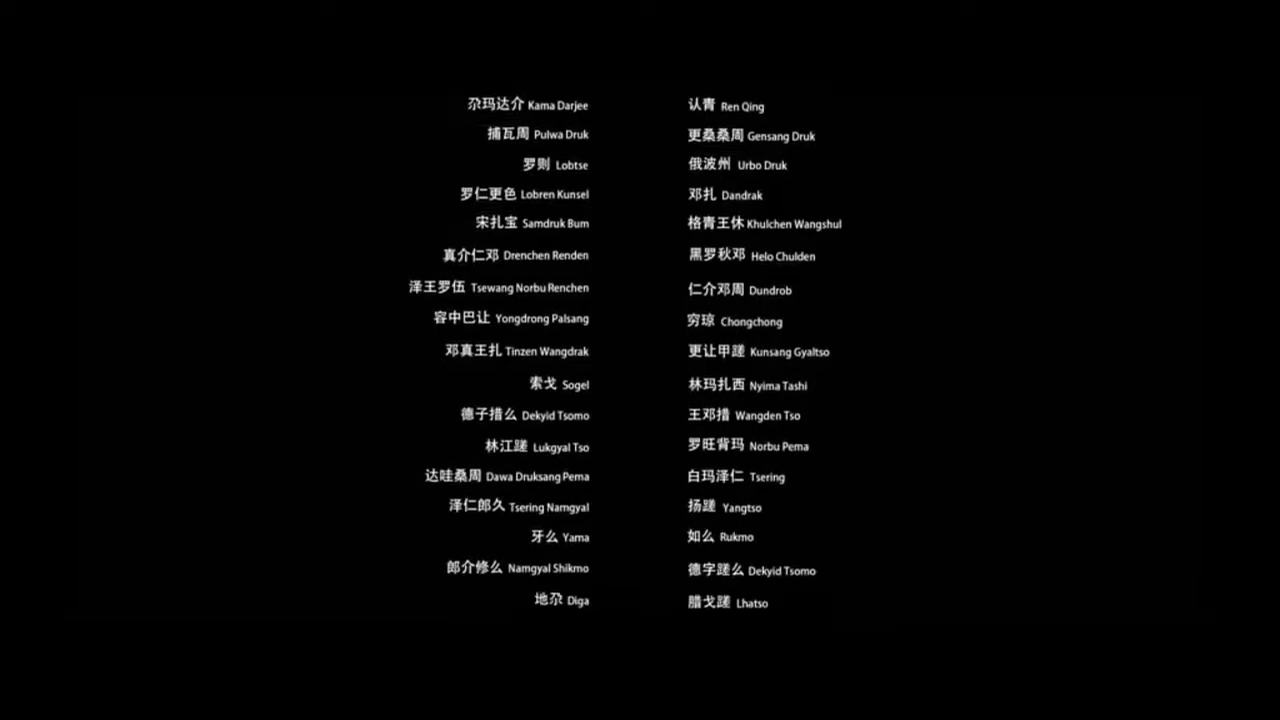 尕玛达介 Kama Darjee
认青 Ren Qing
捕瓦周 Pulwa Druk
更桑桑周 Gensang Druk
罗则 Lobtse
俄波州 Urbo Druk
罗仁更色 Lobren Kunsel
邓扎 Dandrak
宋扎宝 Samdruk Bum
格青王休 Khulchen Wangshul
真介仁邓 Drenchen Renden
黑罗秋邓 Helo Chulden
泽王罗伍 Tsewang Norbu Renchen
仁介邓周 Dundrob
容中巴让 Yongdrong Palsang
穷琼 Chongchong
邓真王扎 Tinzen Wangdrak
更让甲蹉 Kunsang Gyaltso
索戈 Sogel
林玛扎西 Nyima Tashi
德子措么 Dekyid Tsomo
王邓措 Wangden Tso
林江蹉 Lukgyal Tso
罗旺背玛 Norbu Pema
达哇桑周 Dawa Druksang Pema
白玛泽仁 Tsering
泽仁郎久 Tsering Namgyal
扬蹉 Yangtso
牙么 Yama
如么 Rukmo
郎介修么 Namgyal Shikmo
德字蹉么 Dekyid Tsomo
地尕 Diga
腊戈蹉 Lhatso